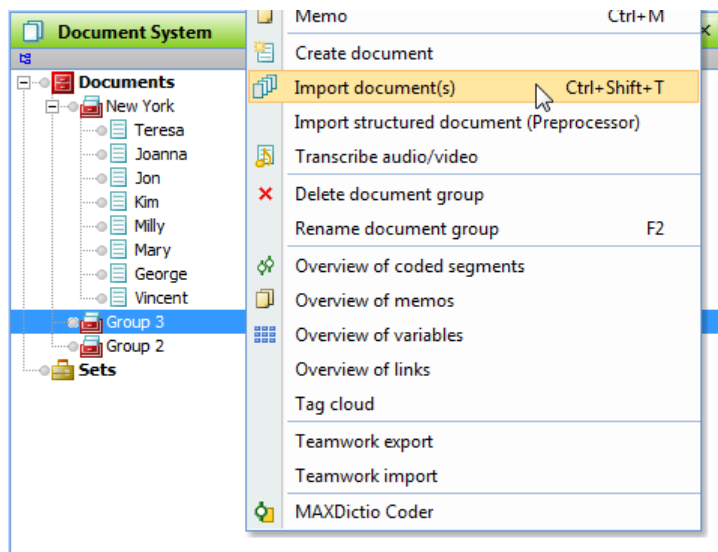 Document System
Documents
New York
Teresa
Joanna
Jon
Kim
Milly
Mary
George
Vincent
Group 3
Group 2
Sets
Memo Ctrl+M
Create document
Import document(s) Ctrl+Shift+T
Import structured document (Preprocessor)
Transcribe audio/video
Delete document group
Rename document group F2
Overview of coded segments
Overview of memos
Overview of variables
Overview of links
Tag cloud
Teamwork export
Teamwork import
MAXDictio Coder